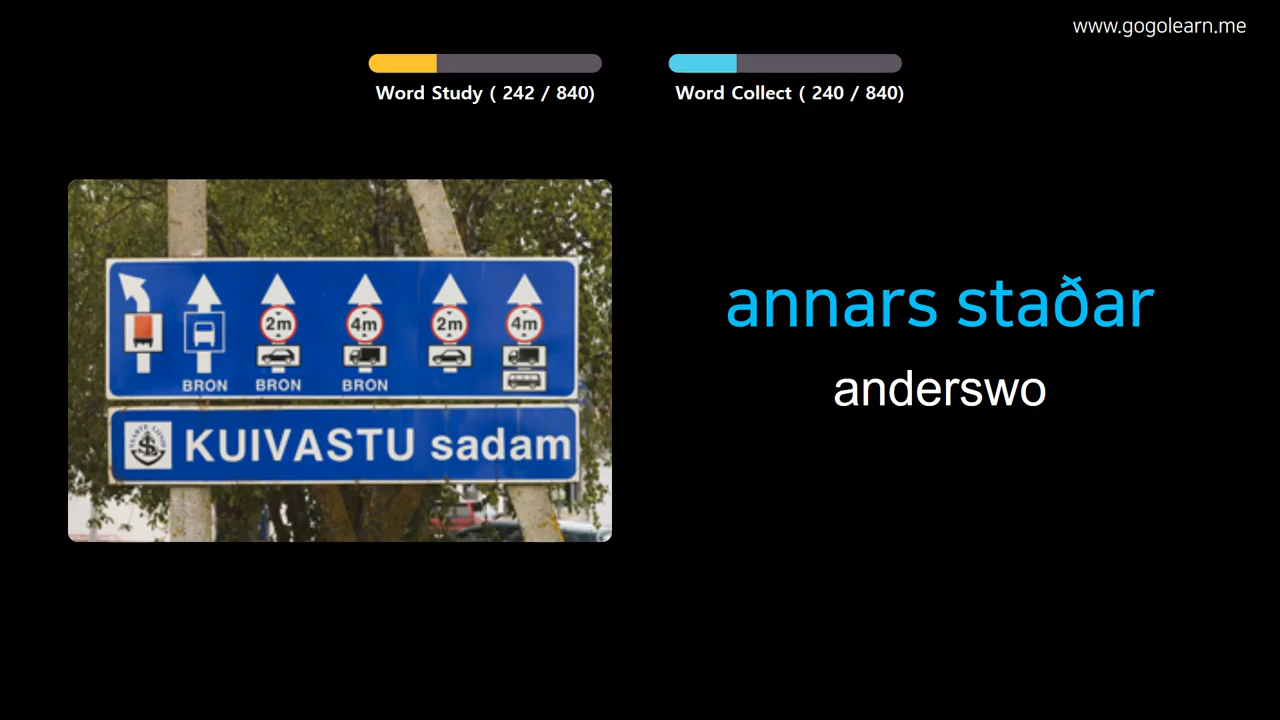 www.gogolearn.me
Word Study ( 242 / 840)
Word Collect ( 240 / 840)
2m 4m 2m 4m
BRON BRON BRON
KUIVASTU sadam
annars staðar
anderswo